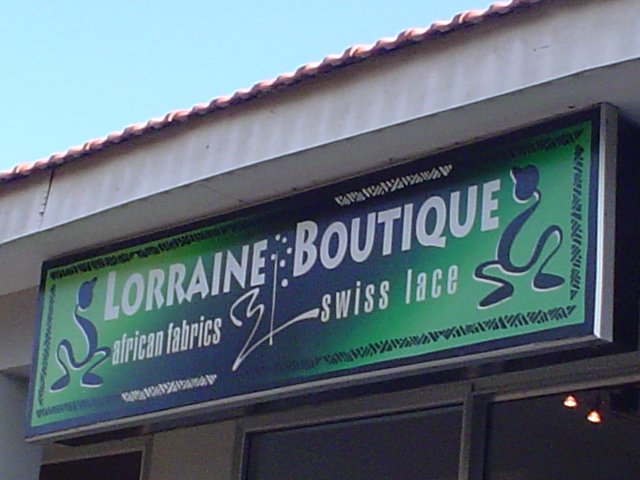 LORRAINE BOUTIQUE
african fabrics swiss lace